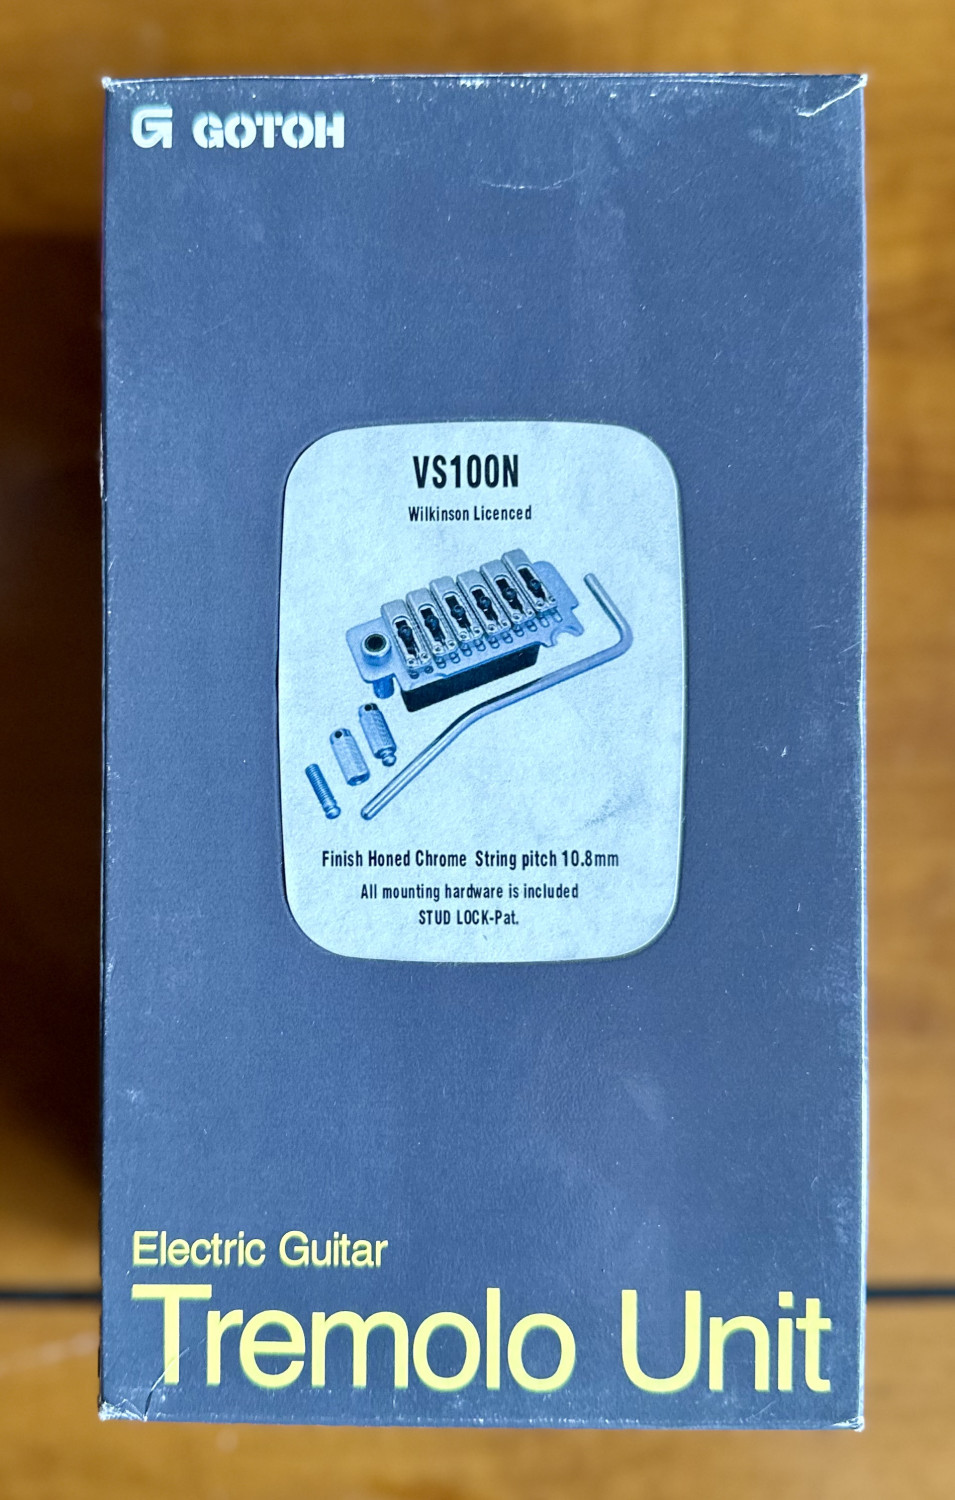 G GOTOH
VS100N
Wilkinson Licenced
Finish Honed Chrome String pitch 10.8mm
All mounting hardware is included
STUD LOCK-Pat.
Electric Guitar
Tremolo Unit